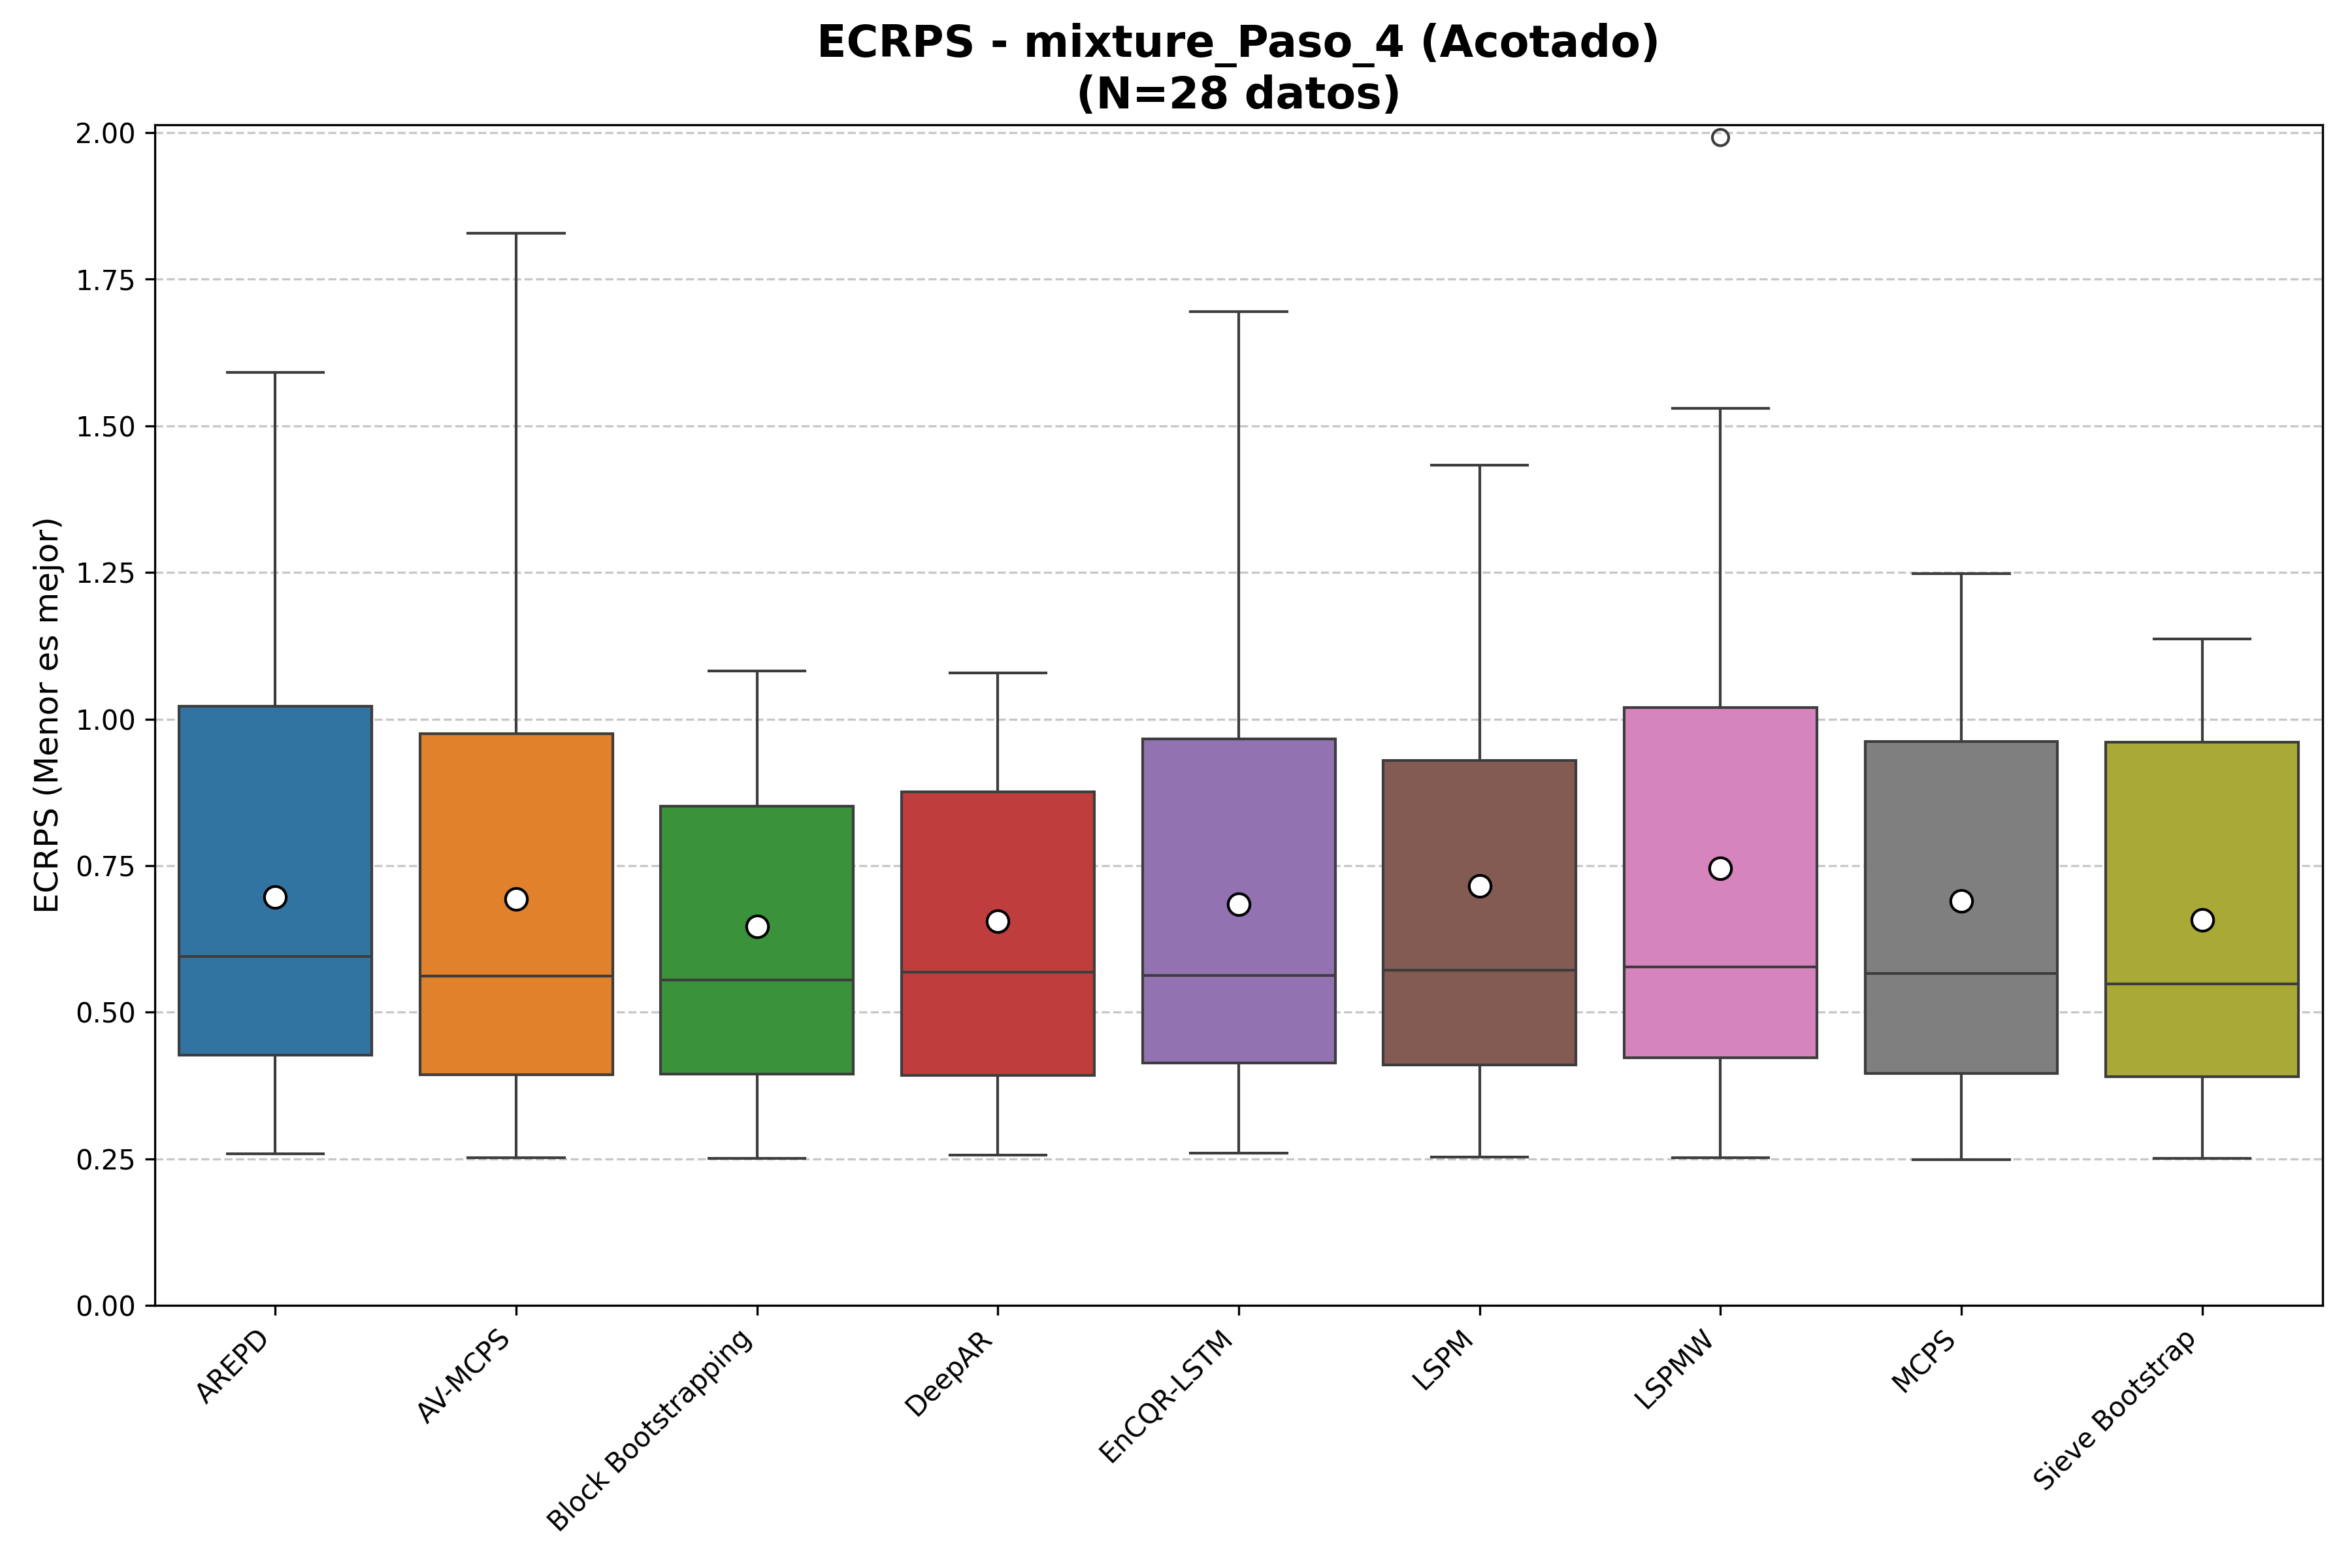 ECRPS - mixture_Paso_4 (Acotado)
(N=28 datos)
ECRPS (Menor es mejor)
2.00
1.75
1.50
1.25
1.00
0.75
0.50
0.25
0.00
AREPD
AV-MCPS
Block Bootstrapping
DeepAR
EnCQR-LSTM
LSPM
LSPMW
MCPS
Sieve Bootstrap